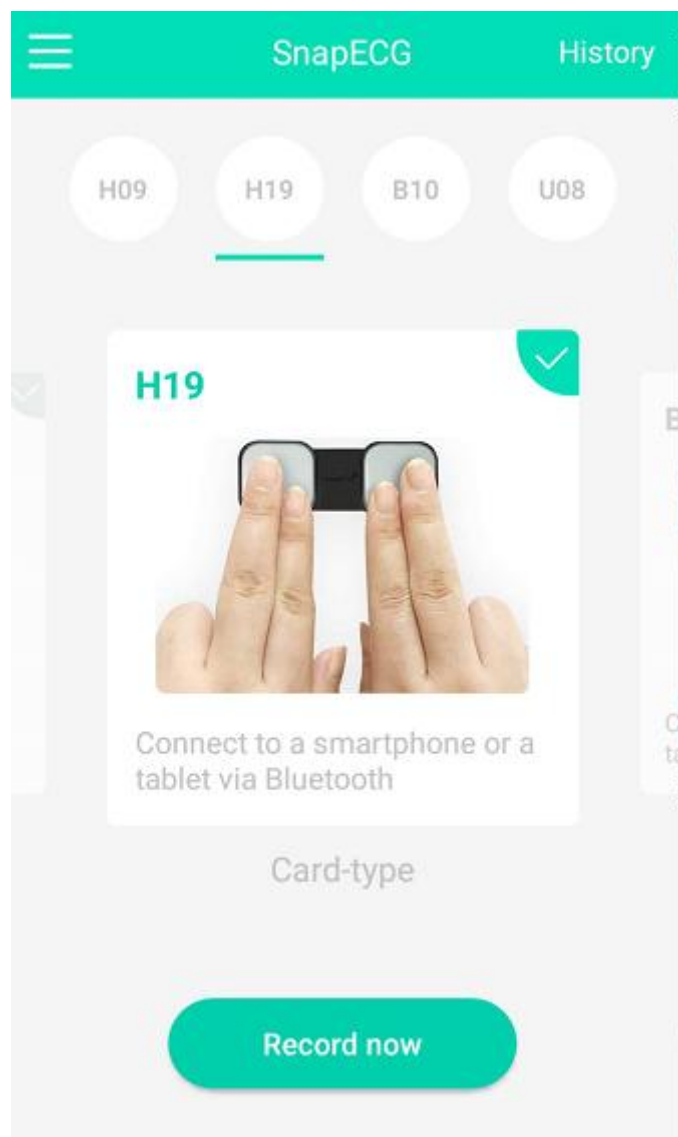 SnapECG
History
H09
H19
B10
U08
H19
Connect to a smartphone or a
tablet via Bluetooth
Card-type
Record now